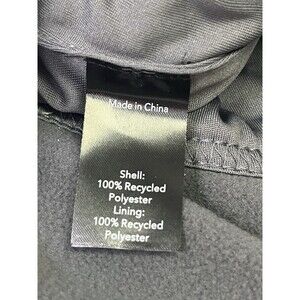 Made in China
Shell:
100% Recycled
Polyester
Lining:
100% Recycled
Polyester